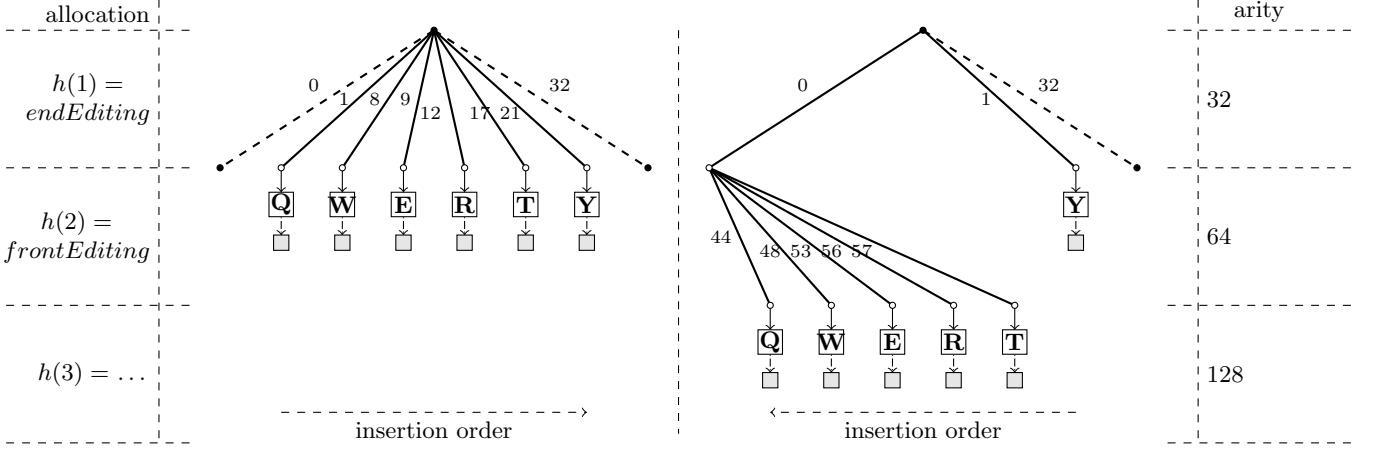 allocation
arity
h(1) =
endEditing
0
1
8
9
12
17
21
32
0
1
32
32
Q
W
E
R
T
Y
Y
h(2) =
frontEditing
44
48
53
56
57
64
Q
W
E
R
T
h(3) = ...
128
insertion order
insertion order